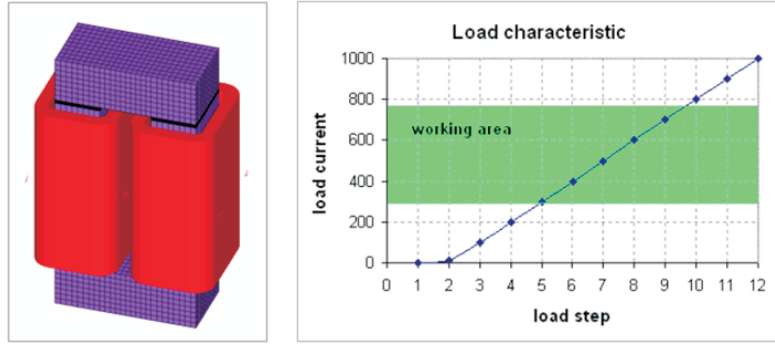 Load characteristic
1000
800
600
400
200
0
working area
load current
0 1 2 3 4 5 6 7 8 9 10 11 12
load step